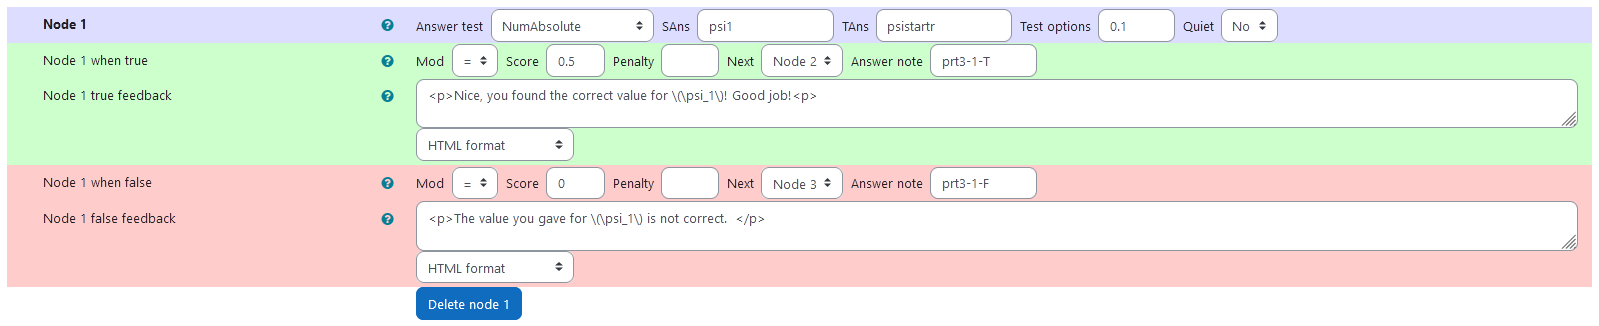 Node 1 Answer test NumAbsolute SAns psi1 TAns psistartr Test options 0.1 Quiet No
Node 1 when true Mod = Score 0.5 Penalty Next Node 2 Answer note prt3-1-T
Node 1 true feedback <p>Nice, you found the correct value for \(\psi_1\)! Good job!<p>
HTML format
Node 1 when false Mod = Score 0 Penalty Next Node 3 Answer note prt3-1-F
Node 1 false feedback <p>The value you gave for \(\psi_1\) is not correct.  </p>
HTML format
Delete node 1